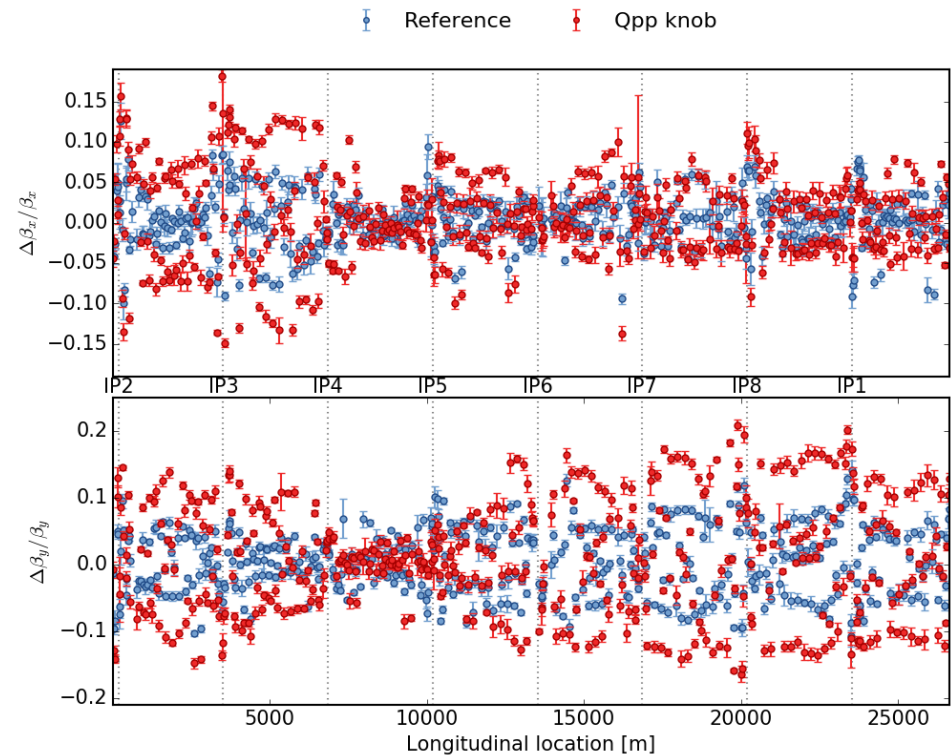 Reference Qpp knob
0.15
0.10
0.05
0.00
−0.05
−0.10
−0.15
Δβx/βx
IP2 IP3 IP4 IP5 IP6 IP7 IP8 IP1
0.2
0.1
0.0
−0.1
−0.2
Δβy/βy
5000 10000 15000 20000 25000
Longitudinal location [m]